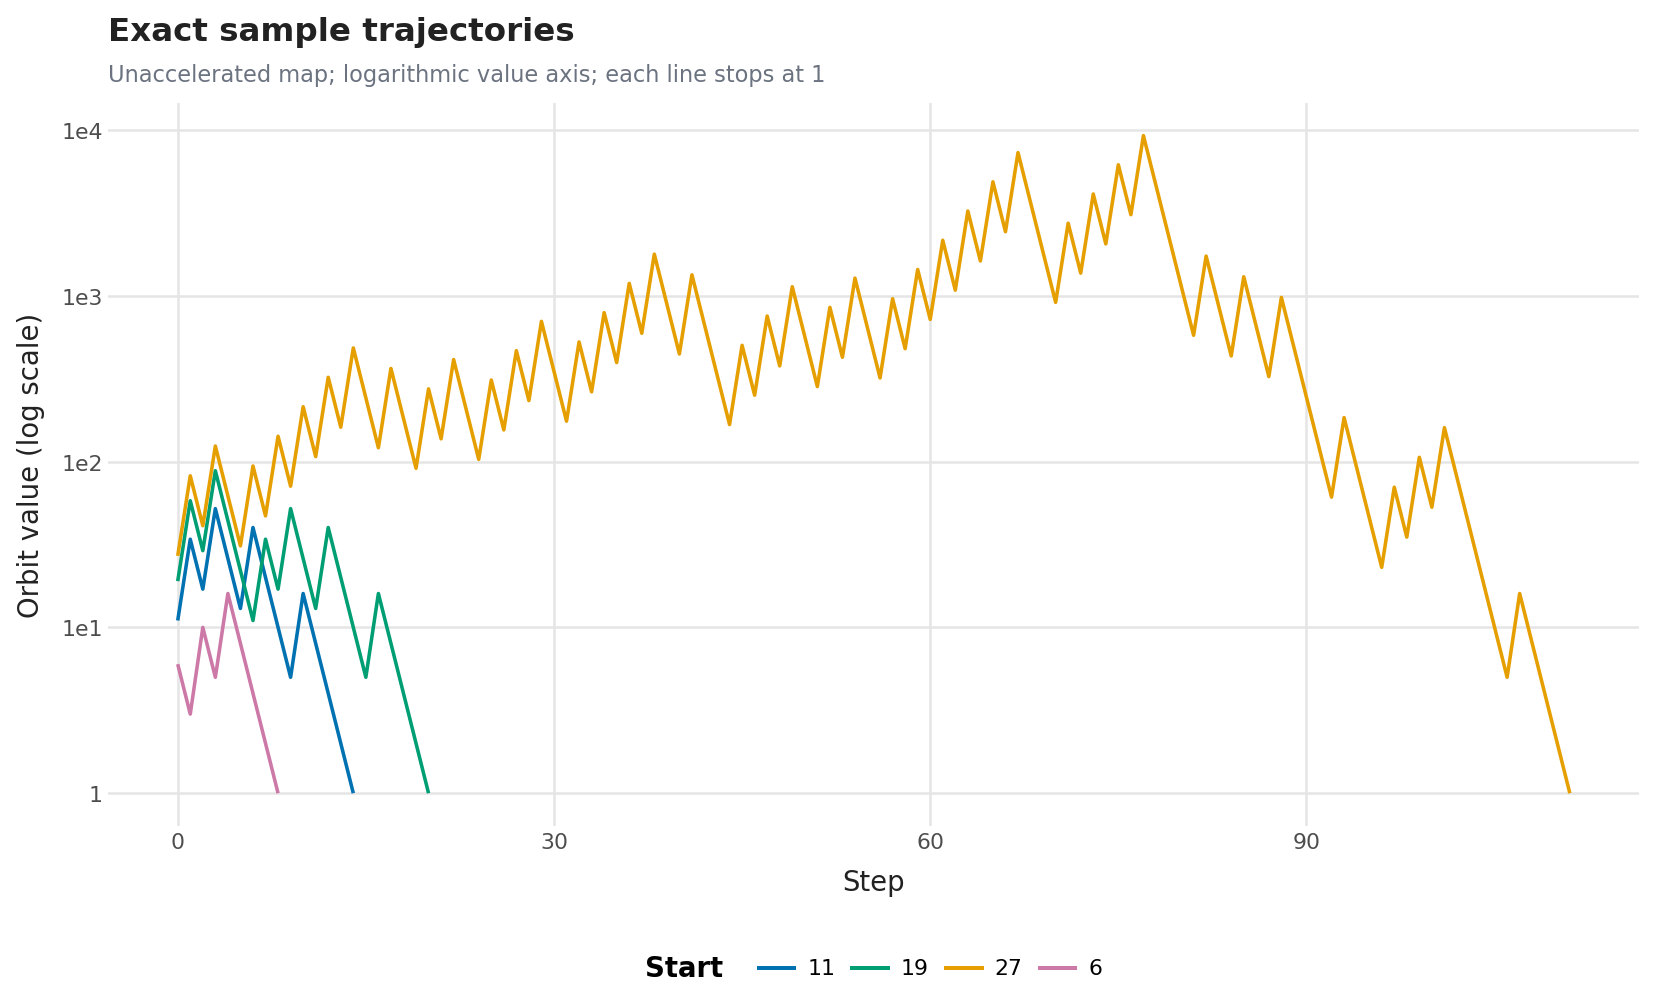 Exact sample trajectories
Unaccelerated map; logarithmic value axis; each line stops at 1
Orbit value (log scale)
1e4
1e3
1e2
1e1
1
0 30 60 90
Step
Start 11 19 27 6